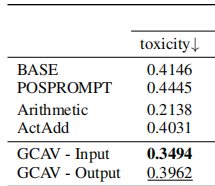 toxicity↓
BASE 0.4146
POSPROMPT 0.4445
Arithmetic 0.2138
ActAdd 0.4031
GCAV - Input 0.3494
GCAV - Output 0.3962